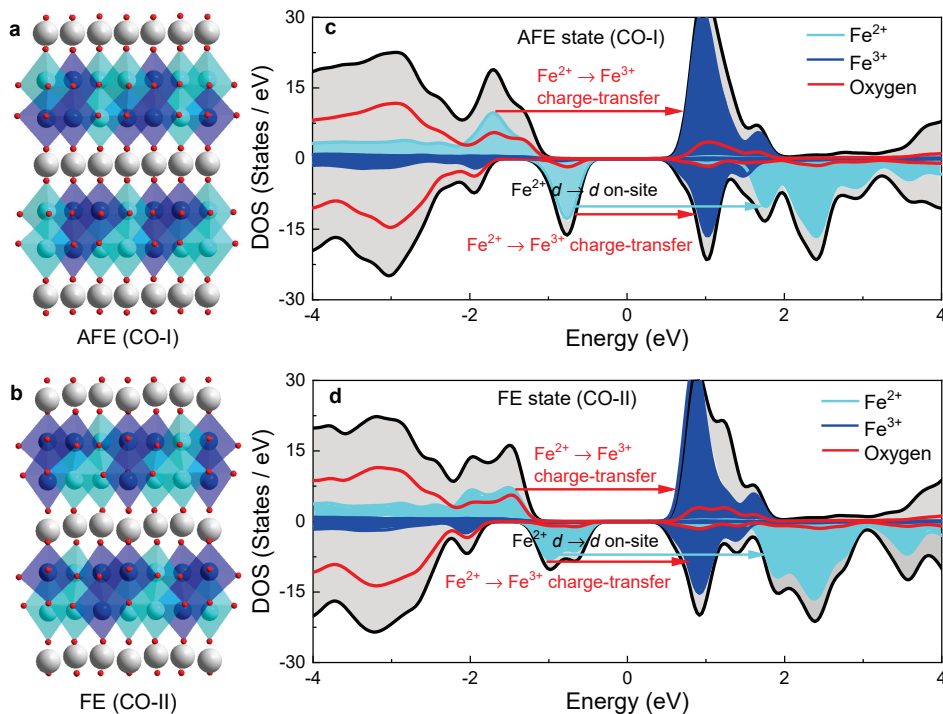 a
AFE (CO-I)
b
FE (CO-II)
c
AFE state (CO-I)
Fe²⁺
Fe³⁺
Oxygen
Fe²⁺ → Fe³⁺
charge-transfer
Fe²⁺ d → d on-site
Fe²⁺ → Fe³⁺ charge-transfer
DOS (States / eV)
30
15
0
-15
-30
-4
-2
0
2
4
Energy (eV)
d
FE state (CO-II)
Fe²⁺
Fe³⁺
Oxygen
Fe²⁺ → Fe³⁺
charge-transfer
Fe²⁺ d → d on-site
Fe²⁺ → Fe³⁺ charge-transfer
DOS (States / eV)
30
15
0
-15
-30
-4
-2
0
2
4
Energy (eV)